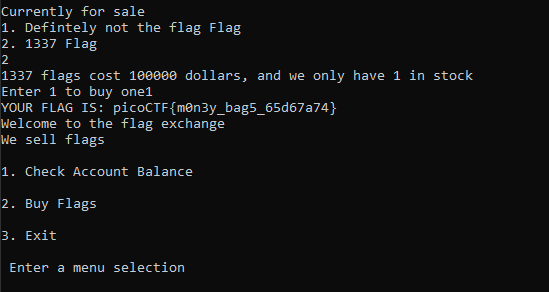 Currently for sale
1. Defintely not the flag Flag
2. 1337 Flag
2
1337 flags cost 100000 dollars, and we only have 1 in stock
Enter 1 to buy one1
YOUR FLAG IS: picoCTF{m0n3y_bag5_65d67a74}
Welcome to the flag exchange
We sell flags
1. Check Account Balance
2. Buy Flags
3. Exit
Enter a menu selection